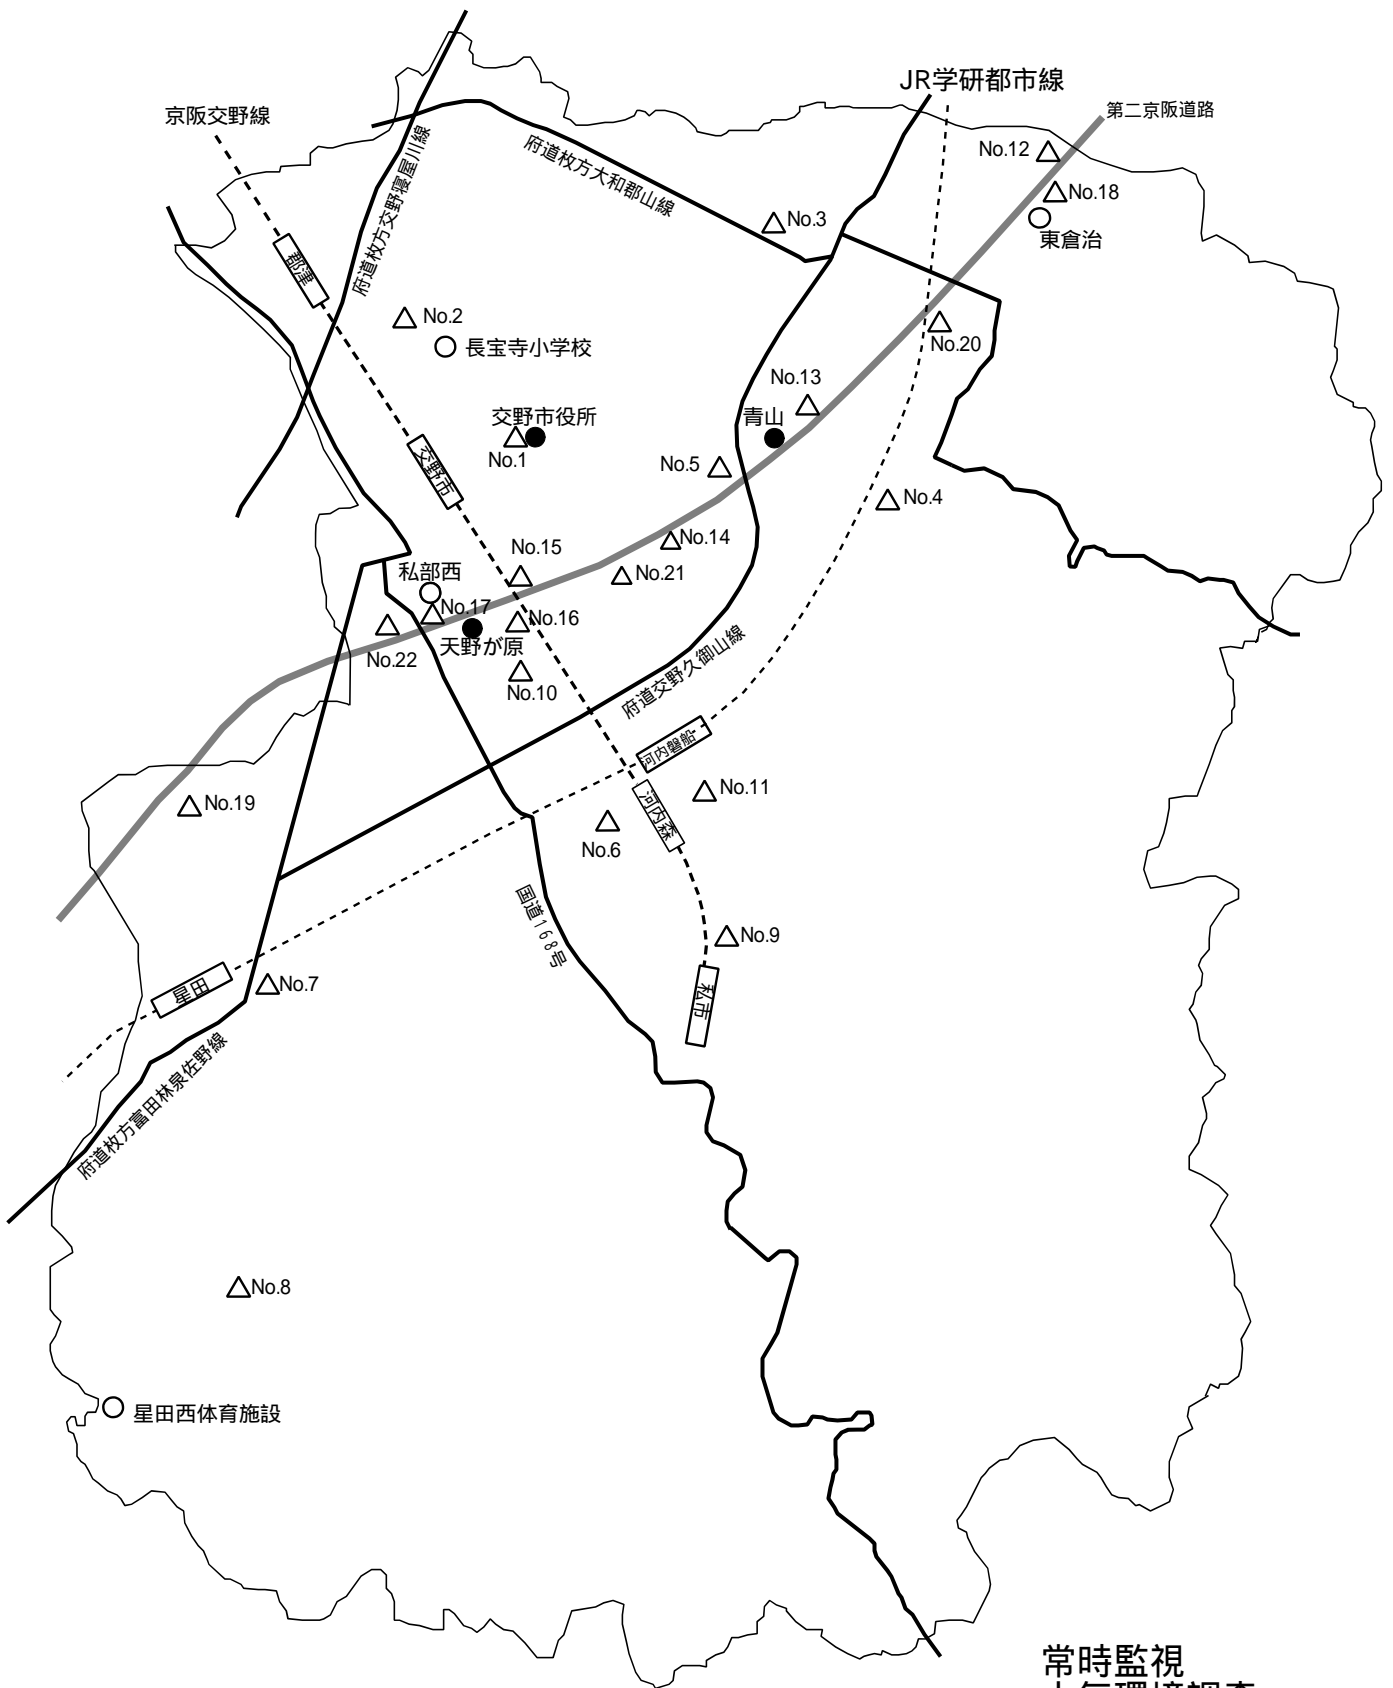 JR学研都市線
京阪交野線
第二京阪道路
府道枚方交野寝屋川線
府道枚方大和郡山線
No.12
No.18
東倉治
No.3
郡津
No.2
長宝寺小学校
No.20
No.13
交野市役所
青山
No.1
交野市
No.5
No.4
No.15
No.14
私部西
No.21
No.17
No.16
天野が原
No.22
No.10
府道交野久御山線
河内磐船
No.19
No.11
河内森
No.6
国道168号
No.9
星田
No.7
私市
府道枚方富田林泉佐野線
No.8
星田西体育施設
常時監視
大気環境調査